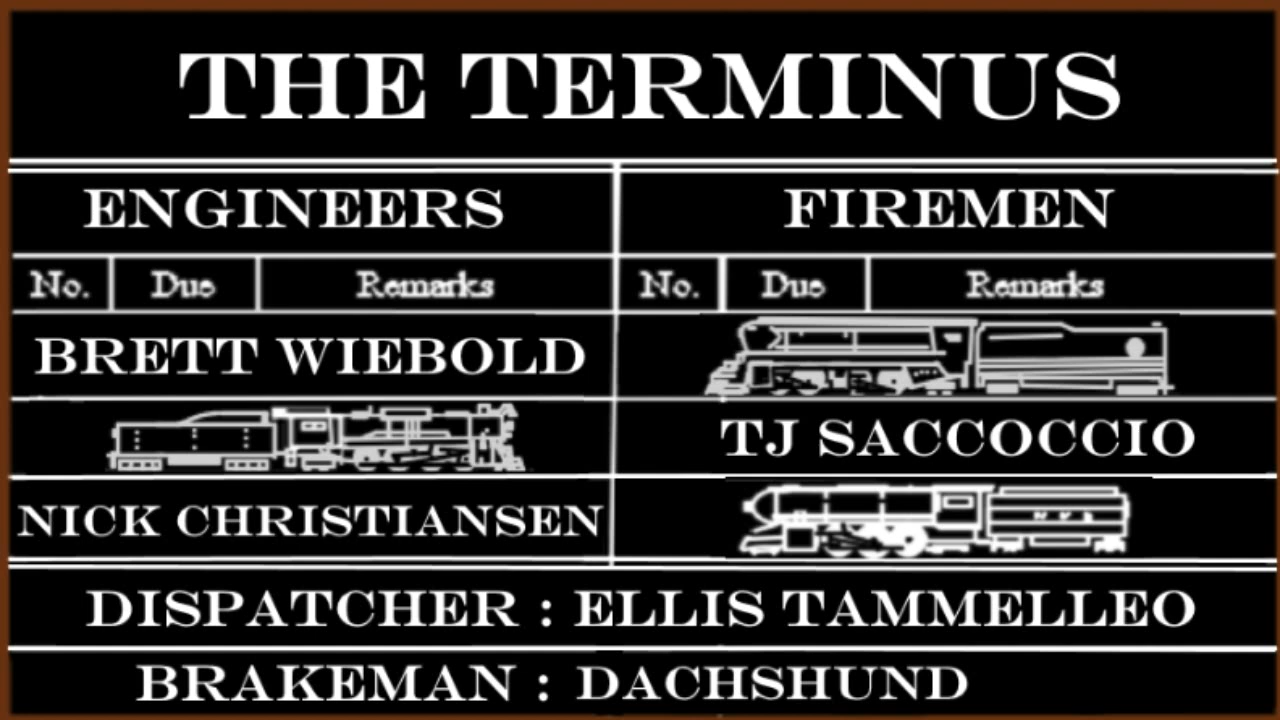 THE TERMINUS
ENGINEERS FIREMEN
No. Due Remarks No. Due Remarks
BRETT WIEBOLD
TJ SACCOCCIO
NICK CHRISTIANSEN
DISPATCHER : ELLIS TAMMELLEO
BRAKEMAN : DACHSHUND